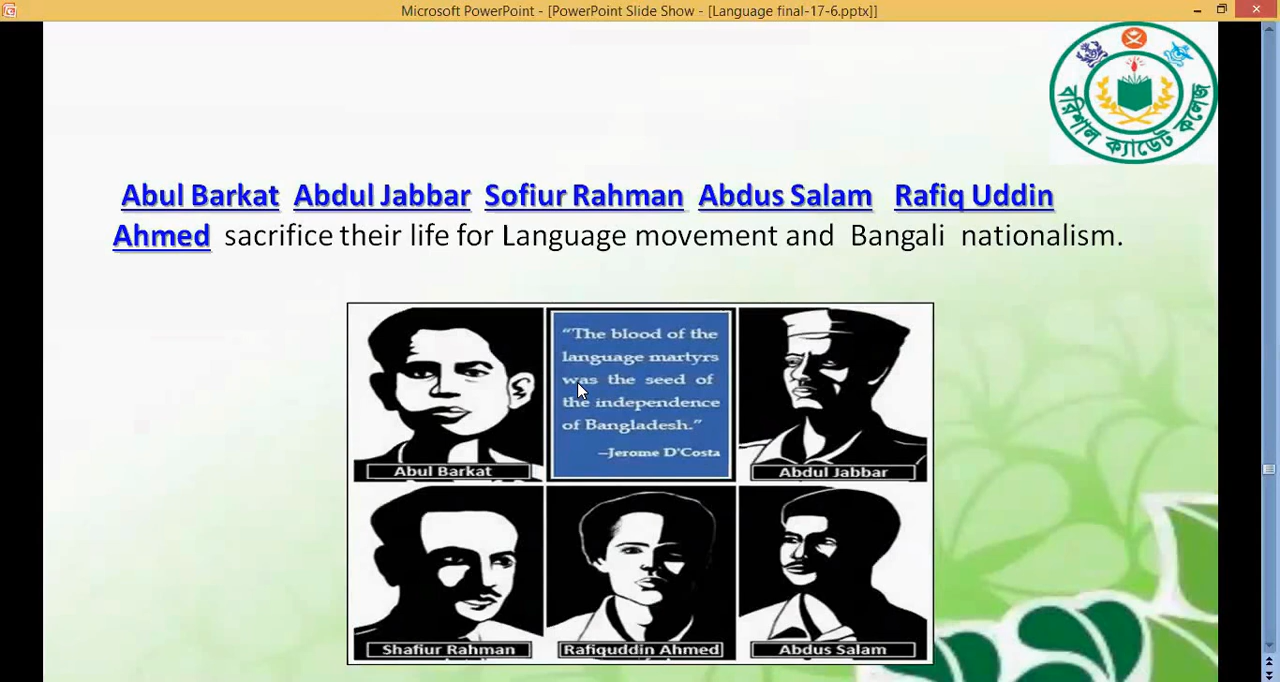 Microsoft PowerPoint - [PowerPoint Slide Show - [Language final-17-6.pptx]]
বরিশাল ক্যাডেট কলেজ
Abul Barkat Abdul Jabbar Sofiur Rahman Abdus Salam Rafiq Uddin
Ahmed sacrifice their life for Language movement and Bangali nationalism.
“The blood of the
language martyrs
was the seed of
the independence
of Bangladesh.”
—Jerome D'Costa
Abul Barkat
Abdul Jabbar
Shafiur Rahman
Rafiquddin Ahmed
Abdus Salam